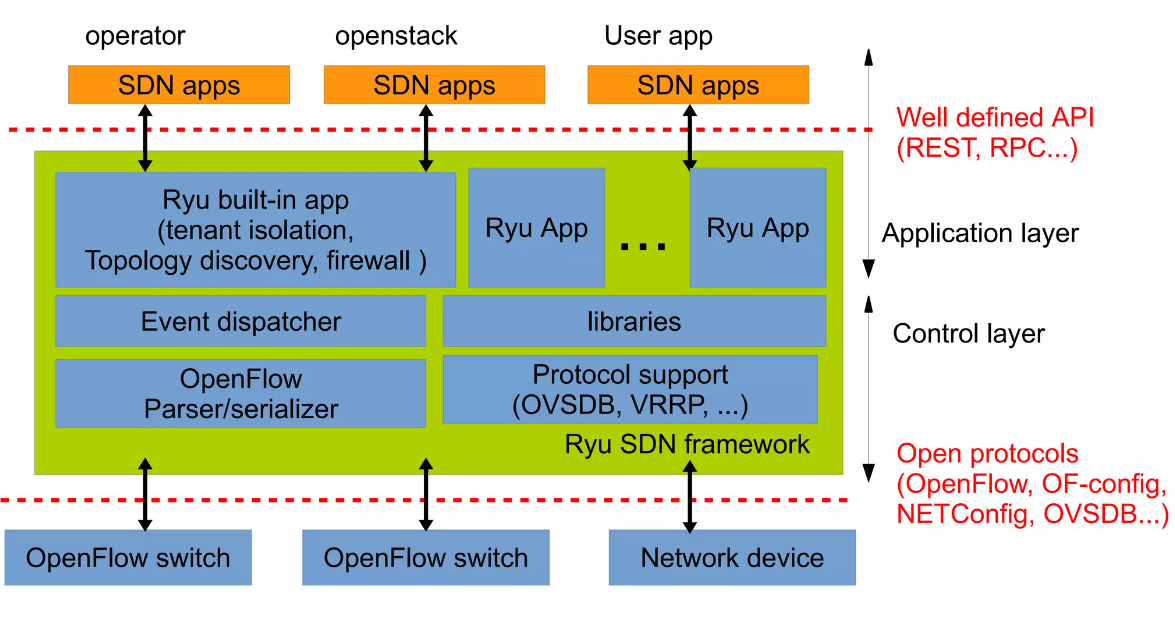 operator
openstack
User app
SDN apps
SDN apps
SDN apps
Well defined API
(REST, RPC...)
Ryu built-in app
(tenant isolation,
Topology discovery, firewall )
Ryu App
...
Ryu App
Application layer
Event dispatcher
libraries
Control layer
OpenFlow
Parser/serializer
Protocol support
(OVSDB, VRRP, ...)
Ryu SDN framework
Open protocols
(OpenFlow, OF-config,
NETConfig, OVSDB...)
OpenFlow switch
OpenFlow switch
Network device